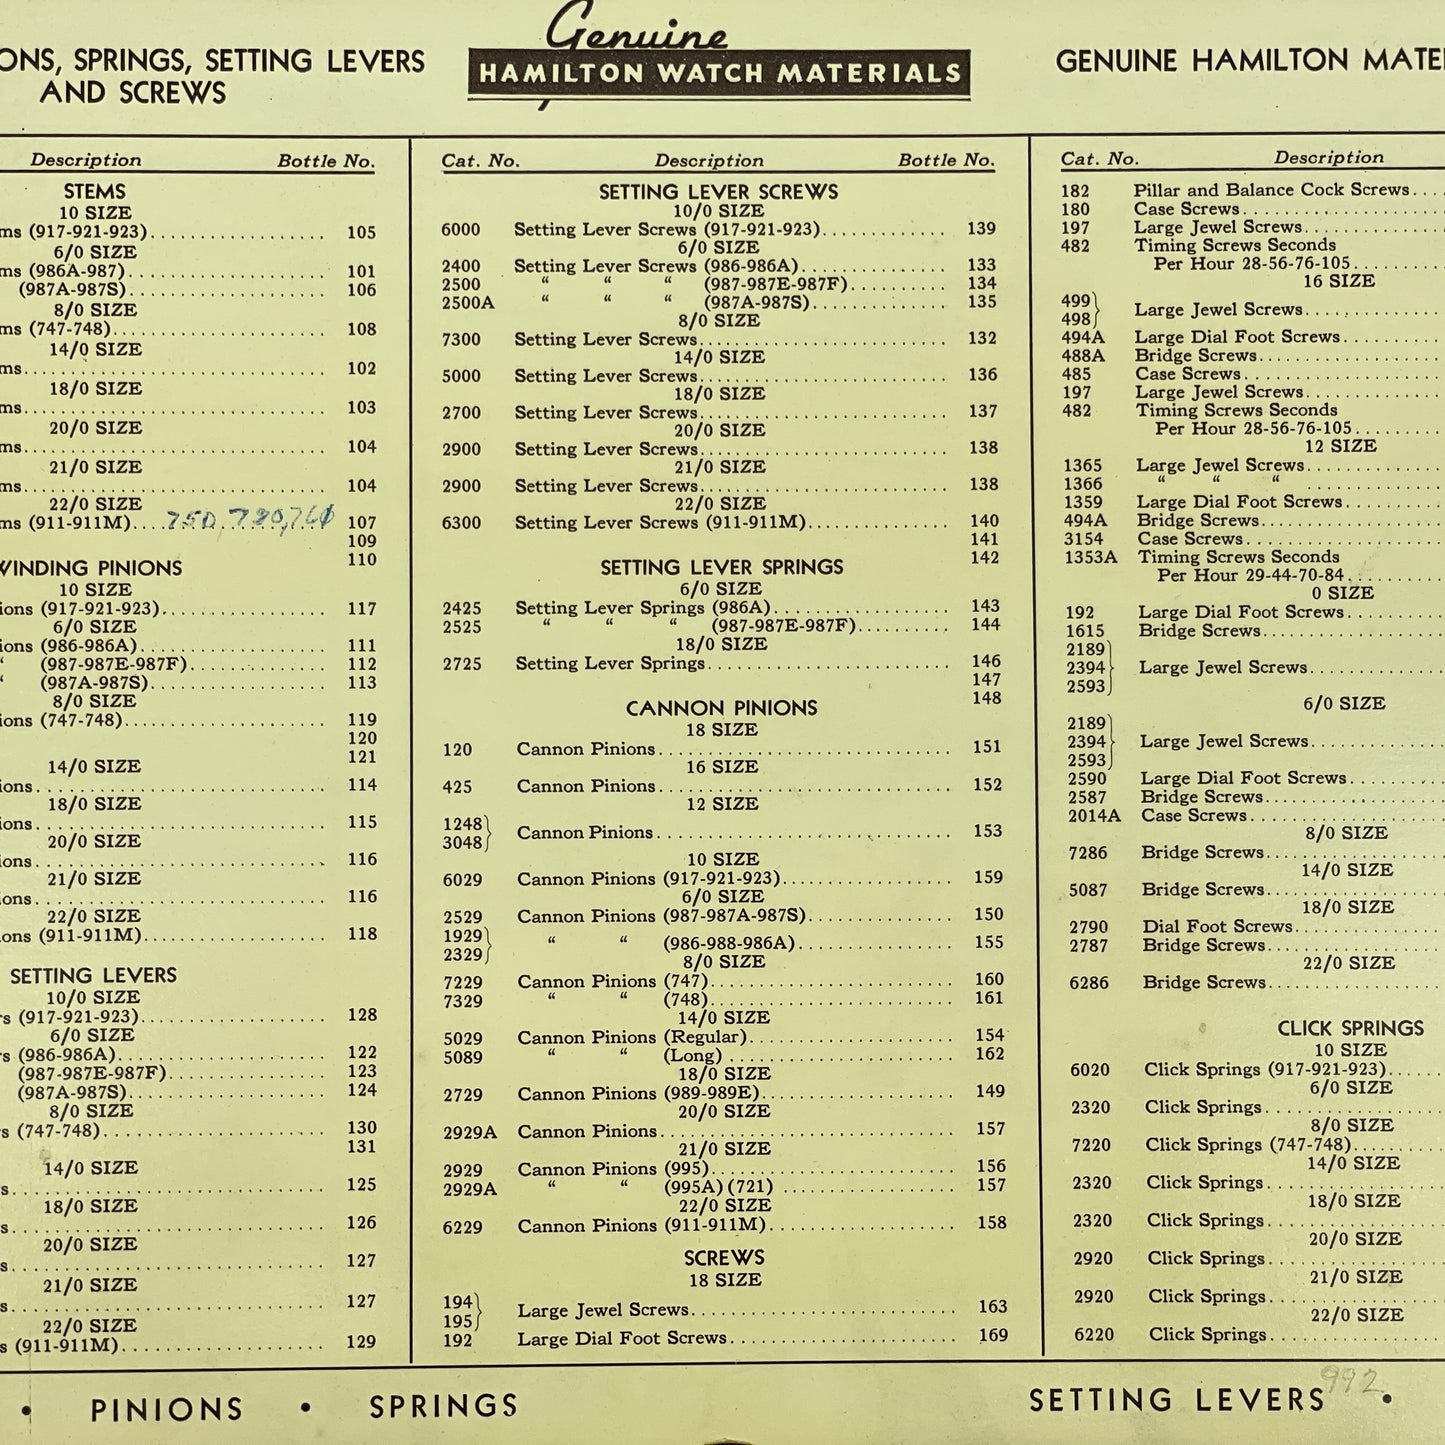 ONS, SPRINGS, SETTING LEVERS
AND SCREWS
Genuine
HAMILTON WATCH MATERIALS
GENUINE HAMILTON MATE
Description Bottle No.
STEMS
10 SIZE
ms (917-921-923) 105
6/0 SIZE
ms (986A-987) 101
(987A-987S) 106
8/0 SIZE
ms (747-748) 108
14/0 SIZE
ms 102
18/0 SIZE
ms 103
20/0 SIZE
ms 104
21/0 SIZE
ms 104
22/0 SIZE
ms (911-911M) 750, 780, 760 107
109
110
WINDING PINIONS
10 SIZE
ions (917-921-923) 117
6/0 SIZE
ions (986-986A) 111
“ (987-987E-987F) 112
“ (987A-987S) 113
8/0 SIZE
ions (747-748) 119
120
121
14/0 SIZE
ions 114
18/0 SIZE
ions 115
20/0 SIZE
ions 116
21/0 SIZE
ions 116
22/0 SIZE
ons (911-911M) 118
SETTING LEVERS
10/0 SIZE
rs (917-921-923) 128
6/0 SIZE
rs (986-986A) 122
(987-987E-987F) 123
(987A-987S) 124
8/0 SIZE
rs (747-748) 130
131
14/0 SIZE
s 125
18/0 SIZE
s 126
20/0 SIZE
s 127
21/0 SIZE
s 127
22/0 SIZE
s (911-911M) 129
Cat. No. Description Bottle No.
SETTING LEVER SCREWS
10/0 SIZE
6000 Setting Lever Screws (917-921-923) 139
6/0 SIZE
2400 Setting Lever Screws (986-986A) 133
2500 “ “ “ (987-987E-987F) 134
2500A “ “ “ (987A-987S) 135
8/0 SIZE
7300 Setting Lever Screws 132
14/0 SIZE
5000 Setting Lever Screws 136
18/0 SIZE
2700 Setting Lever Screws 137
20/0 SIZE
2900 Setting Lever Screws 138
21/0 SIZE
2900 Setting Lever Screws 138
22/0 SIZE
6300 Setting Lever Screws (911-911M) 140
141
142
SETTING LEVER SPRINGS
6/0 SIZE
2425 Setting Lever Springs (986A) 143
2525 “ “ “ (987-987E-987F) 144
18/0 SIZE
2725 Setting Lever Springs 146
147
148
CANNON PINIONS
18 SIZE
120 Cannon Pinions 151
16 SIZE
425 Cannon Pinions 152
12 SIZE
1248
3048 Cannon Pinions 153
10 SIZE
6029 Cannon Pinions (917-921-923) 159
6/0 SIZE
2529 Cannon Pinions (987-987A-987S) 150
1929
2329 “ “ (986-988-986A) 155
8/0 SIZE
7229 Cannon Pinions (747) 160
7329 “ “ (748) 161
14/0 SIZE
5029 Cannon Pinions (Regular) 154
5089 “ “ (Long) 162
18/0 SIZE
2729 Cannon Pinions (989-989E) 149
20/0 SIZE
2929A Cannon Pinions 157
21/0 SIZE
2929 Cannon Pinions (995) 156
2929A “ “ (995A)(721) 157
22/0 SIZE
6229 Cannon Pinions (911-911M) 158
SCREWS
18 SIZE
194
195 Large Jewel Screws 163
192 Large Dial Foot Screws 169
Cat. No. Description
182 Pillar and Balance Cock Screws
180 Case Screws
197 Large Jewel Screws
482 Timing Screws Seconds
Per Hour 28-56-76-105
16 SIZE
499
498 Large Jewel Screws
494A Large Dial Foot Screws
488A Bridge Screws
485 Case Screws
197 Large Jewel Screws
482 Timing Screws Seconds
Per Hour 28-56-76-105
12 SIZE
1365 Large Jewel Screws
1366 “ “ “
1359 Large Dial Foot Screws
494A Bridge Screws
3154 Case Screws
1353A Timing Screws Seconds
Per Hour 29-44-70-84
0 SIZE
192 Large Dial Foot Screws
1615 Bridge Screws
2189
2394 Large Jewel Screws
2593
6/0 SIZE
2189
2394 Large Jewel Screws
2593
2590 Large Dial Foot Screws
2587 Bridge Screws
2014A Case Screws
8/0 SIZE
7286 Bridge Screws
14/0 SIZE
5087 Bridge Screws
18/0 SIZE
2790 Dial Foot Screws
2787 Bridge Screws
22/0 SIZE
6286 Bridge Screws
CLICK SPRINGS
10 SIZE
6020 Click Springs (917-921-923)
6/0 SIZE
2320 Click Springs
8/0 SIZE
7220 Click Springs (747-748)
14/0 SIZE
2320 Click Springs
18/0 SIZE
2320 Click Springs
20/0 SIZE
2920 Click Springs
21/0 SIZE
2920 Click Springs
22/0 SIZE
6220 Click Springs
992
• PINIONS • SPRINGS SETTING LEVERS •